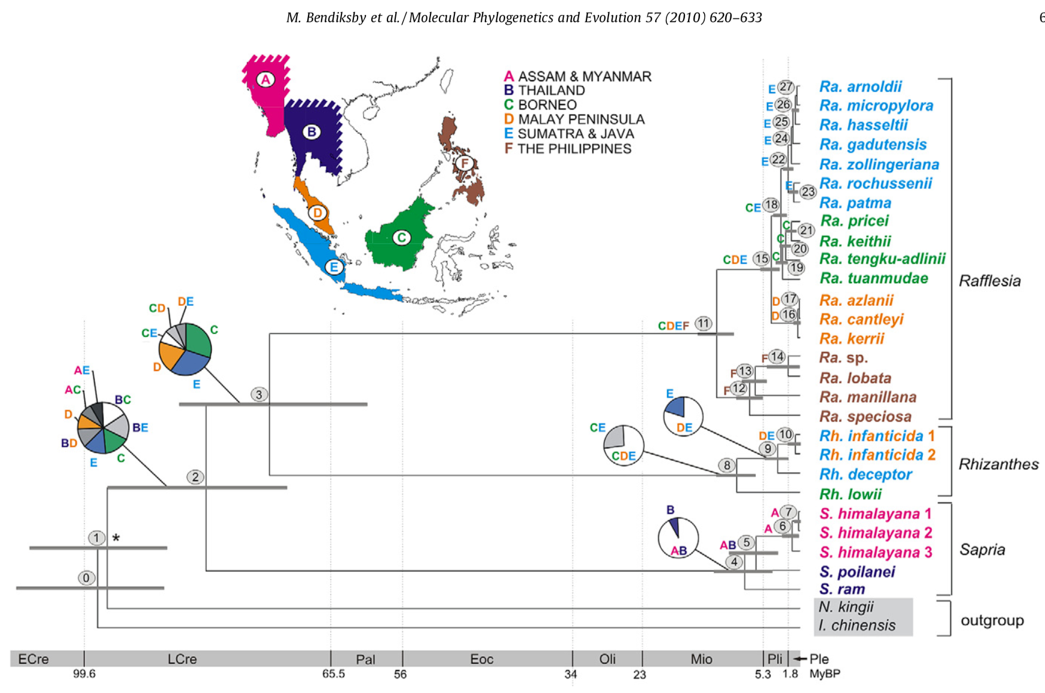 M. Bendiksby et al. / Molecular Phylogenetics and Evolution 57 (2010) 620–633
6
A ASSAM & MYANMAR
B THAILAND
C BORNEO
D MALAY PENINSULA
E SUMATRA & JAVA
F THE PHILIPPINES
A
B
C
D
E
F
Ra. arnoldii
Ra. micropylora
Ra. hasseltii
Ra. gadutensis
Ra. zollingeriana
Ra. rochussenii
Ra. patma
Ra. pricei
Ra. keithii
Ra. tengku-adlinii
Ra. tuanmudae
Ra. azlanii
Ra. cantleyi
Ra. kerrii
Ra. sp.
Ra. lobata
Ra. manillana
Ra. speciosa
Rh. infanticida 1
Rh. infanticida 2
Rh. deceptor
Rh. lowii
S. himalayana 1
S. himalayana 2
S. himalayana 3
S. poilanei
S. ram
N. kingii
I. chinensis
Rafflesia
Rhizanthes
Sapria
outgroup
E 27
E 26
E 25
E 24
E 22
E 23
CE 18
C 21
C 20
C 19
CDE 15
D 17
D 16
CDEF 11
F 14
F 13
F 12
DE 10
9
8
A 7
A 6
AB 5
4
3
2
1 *
0
CD DE
CE C
D
E
AE
AC BC
D BE
BD
E C
E
DE
CE
CDE
B
AB
ECre LCre Pal Eoc Oli Mio Pli Ple
99.6 65.5 56 34 23 5.3 1.8 MyBP